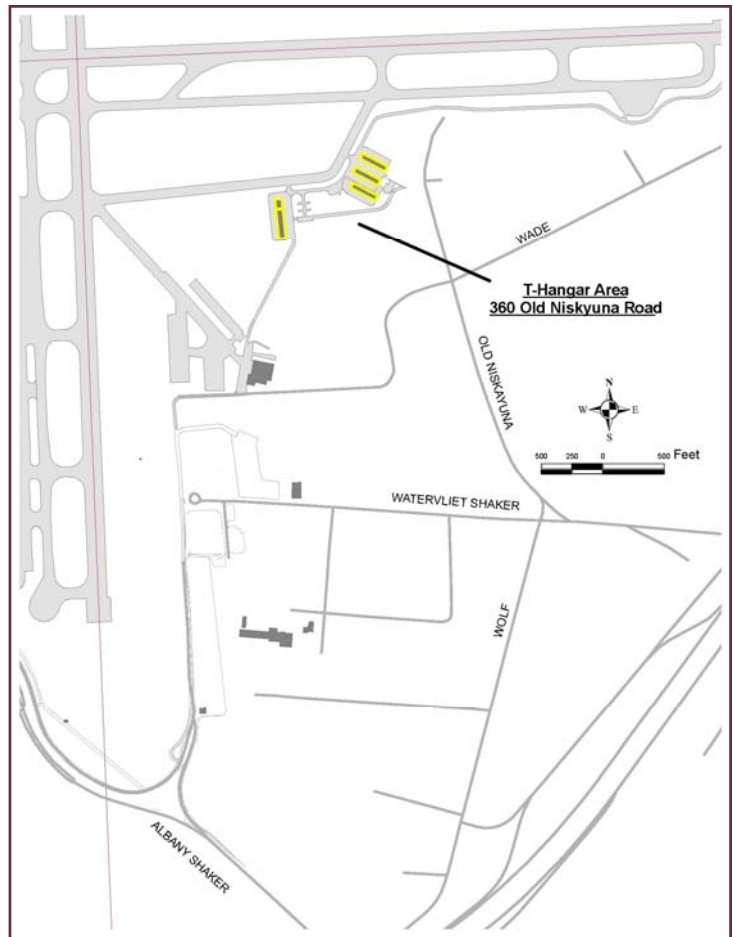 WADE
T-Hangar Area
360 Old Niskyuna Road
OLD NISKAYUNA
N
W E
S
500 250 0 500 Feet
WATERVLIET SHAKER
WOLF
ALBANY SHAKER